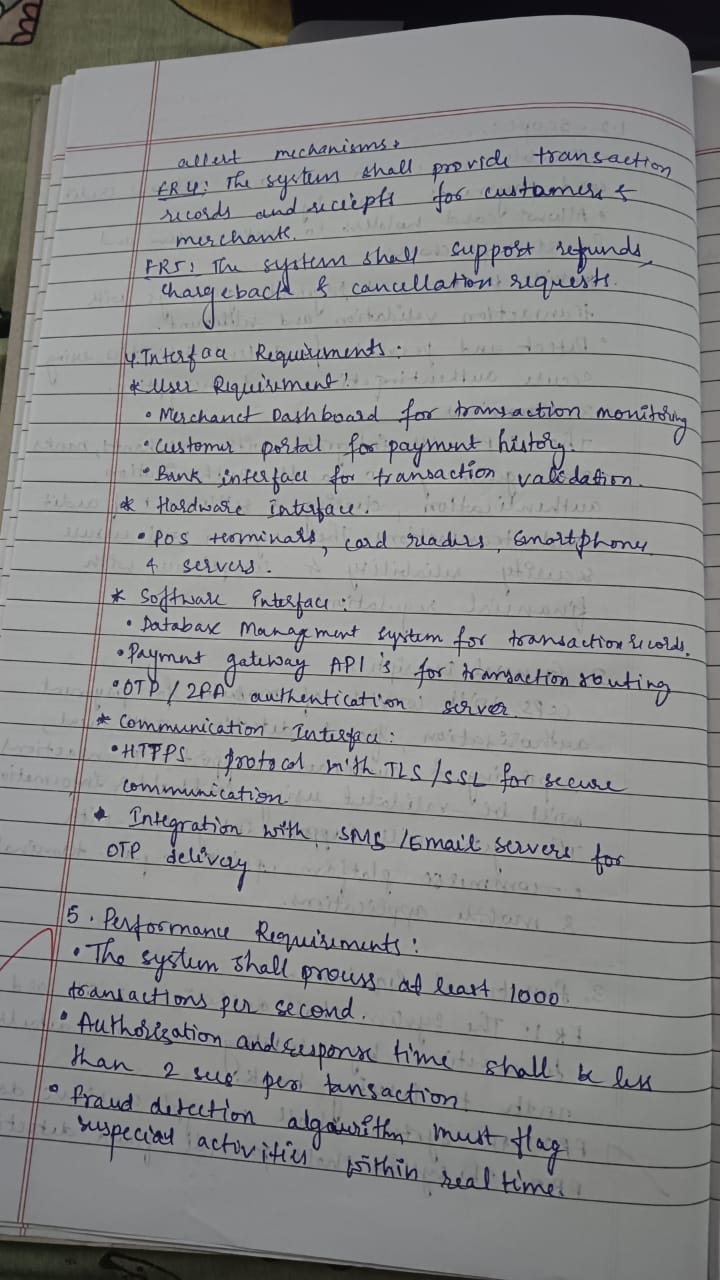 allert mechanisms.
FR4: The system shall provide transaction
records and reciepts for customers &
merchants.
FR5: The system shall support refunds,
chargeback & cancellation requests.
4. Interface Requirements:
* User Requirement:
• Merchanct Dashboard for transaction monitoring
• Customer portal for payment history.
• Bank interface for transaction validation.
* Hardware interface.
• POS terminals, card readers, smartphones
& servers.
* Software Interface:
• Database Management system for transaction records.
• Payment gateway API's for transaction routing
• OTP / 2FA authentication server.
* Communication Interface:
• HTTPS protocol with TLS/SSL for secure
communication
* Integration with SMS /Email servers for
OTP delivery
5. Performance Requirements:
• The system shall process at least 1000
transactions per second.
• Authorization and response time shall be less
than 2 secs per tansaction.
• Fraud detection algourithm must flag
suspecial activities within real time.